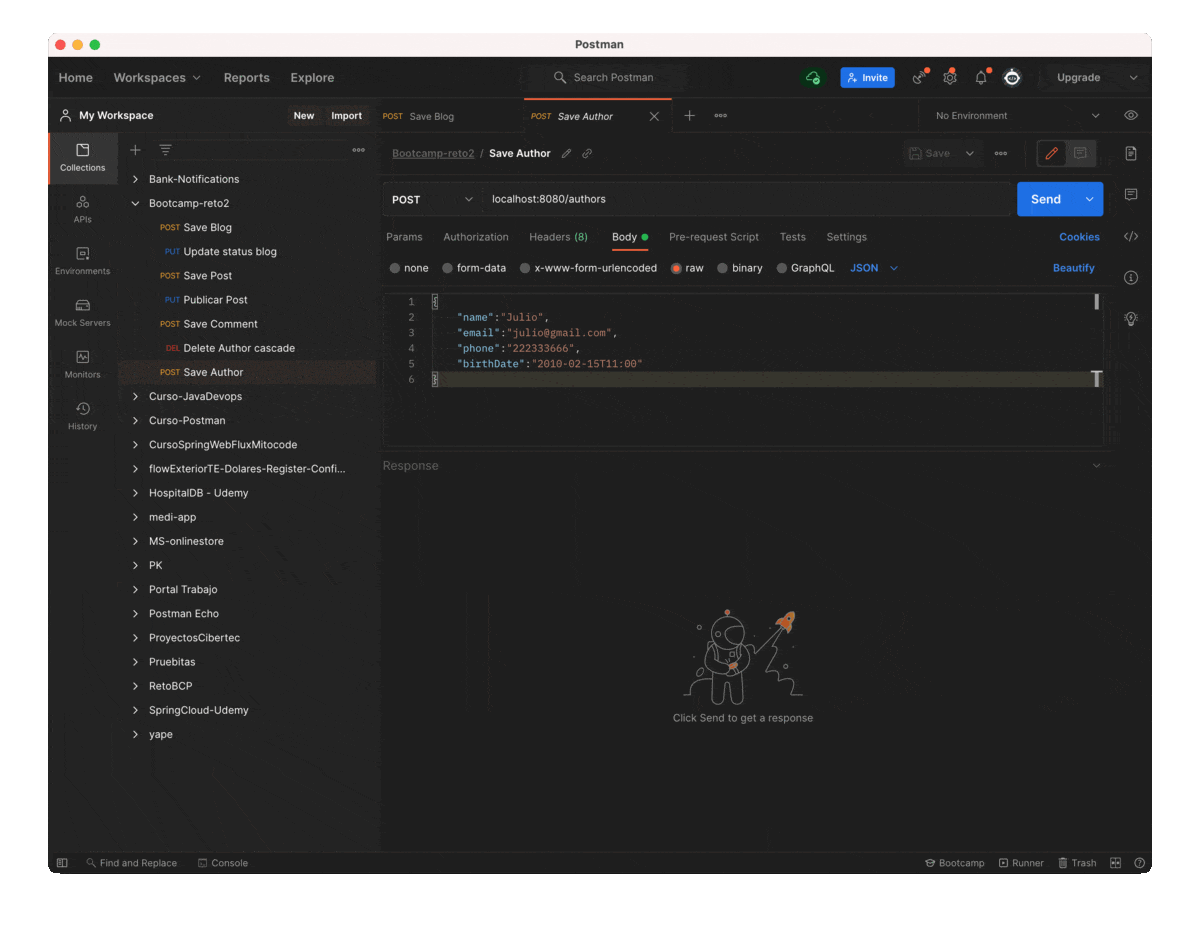 Postman
Home Workspaces Reports Explore Search Postman Invite Upgrade
My Workspace New Import POST Save Blog POST Save Author No Environment
Bootcamp-reto2 / Save Author Save
Collections
APIs
Environments
Mock Servers
Monitors
History
Bank-Notifications
Bootcamp-reto2
POST Save Blog
PUT Update status blog
POST Save Post
PUT Publicar Post
POST Save Comment
DEL Delete Author cascade
POST Save Author
Curso-JavaDevops
Curso-Postman
CursoSpringWebFluxMitocode
flowExteriorTE-Dolares-Register-Confi...
HospitalDB - Udemy
medi-app
MS-onlinestore
PK
Portal Trabajo
Postman Echo
ProyectosCibertec
Pruebitas
RetoBCP
SpringCloud-Udemy
yape
POST localhost:8080/authors Send
Params Authorization Headers (8) Body Pre-request Script Tests Settings Cookies
none form-data x-www-form-urlencoded raw binary GraphQL JSON Beautify
1 {
2 "name":"Julio",
3 "email":"julio@gmail.com",
4 "phone":"222333666",
5 "birthDate":"2010-02-15T11:00"
6 }
Response
Click Send to get a response
Find and Replace Console Bootcamp Runner Trash